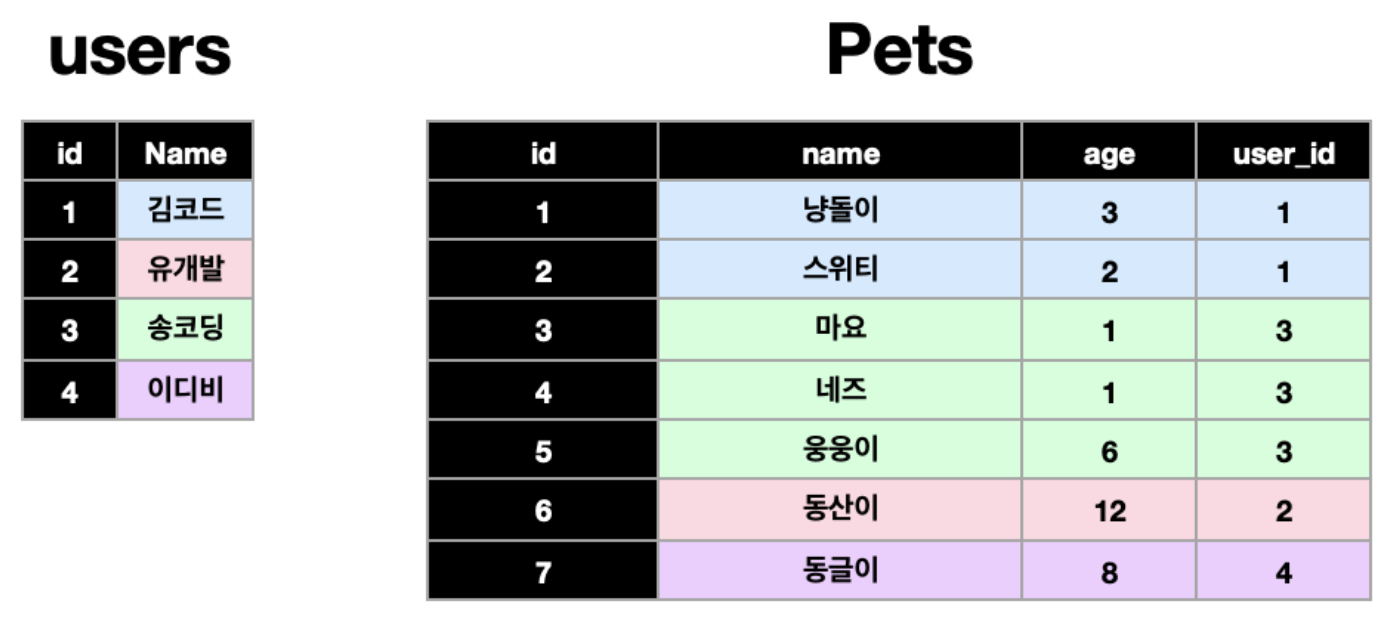 users
Pets
id Name
1 김코드
2 유개발
3 송코딩
4 이디비
id name age user_id
1 냥돌이 3 1
2 스위티 2 1
3 마요 1 3
4 네즈 1 3
5 웅웅이 6 3
6 동산이 12 2
7 동글이 8 4